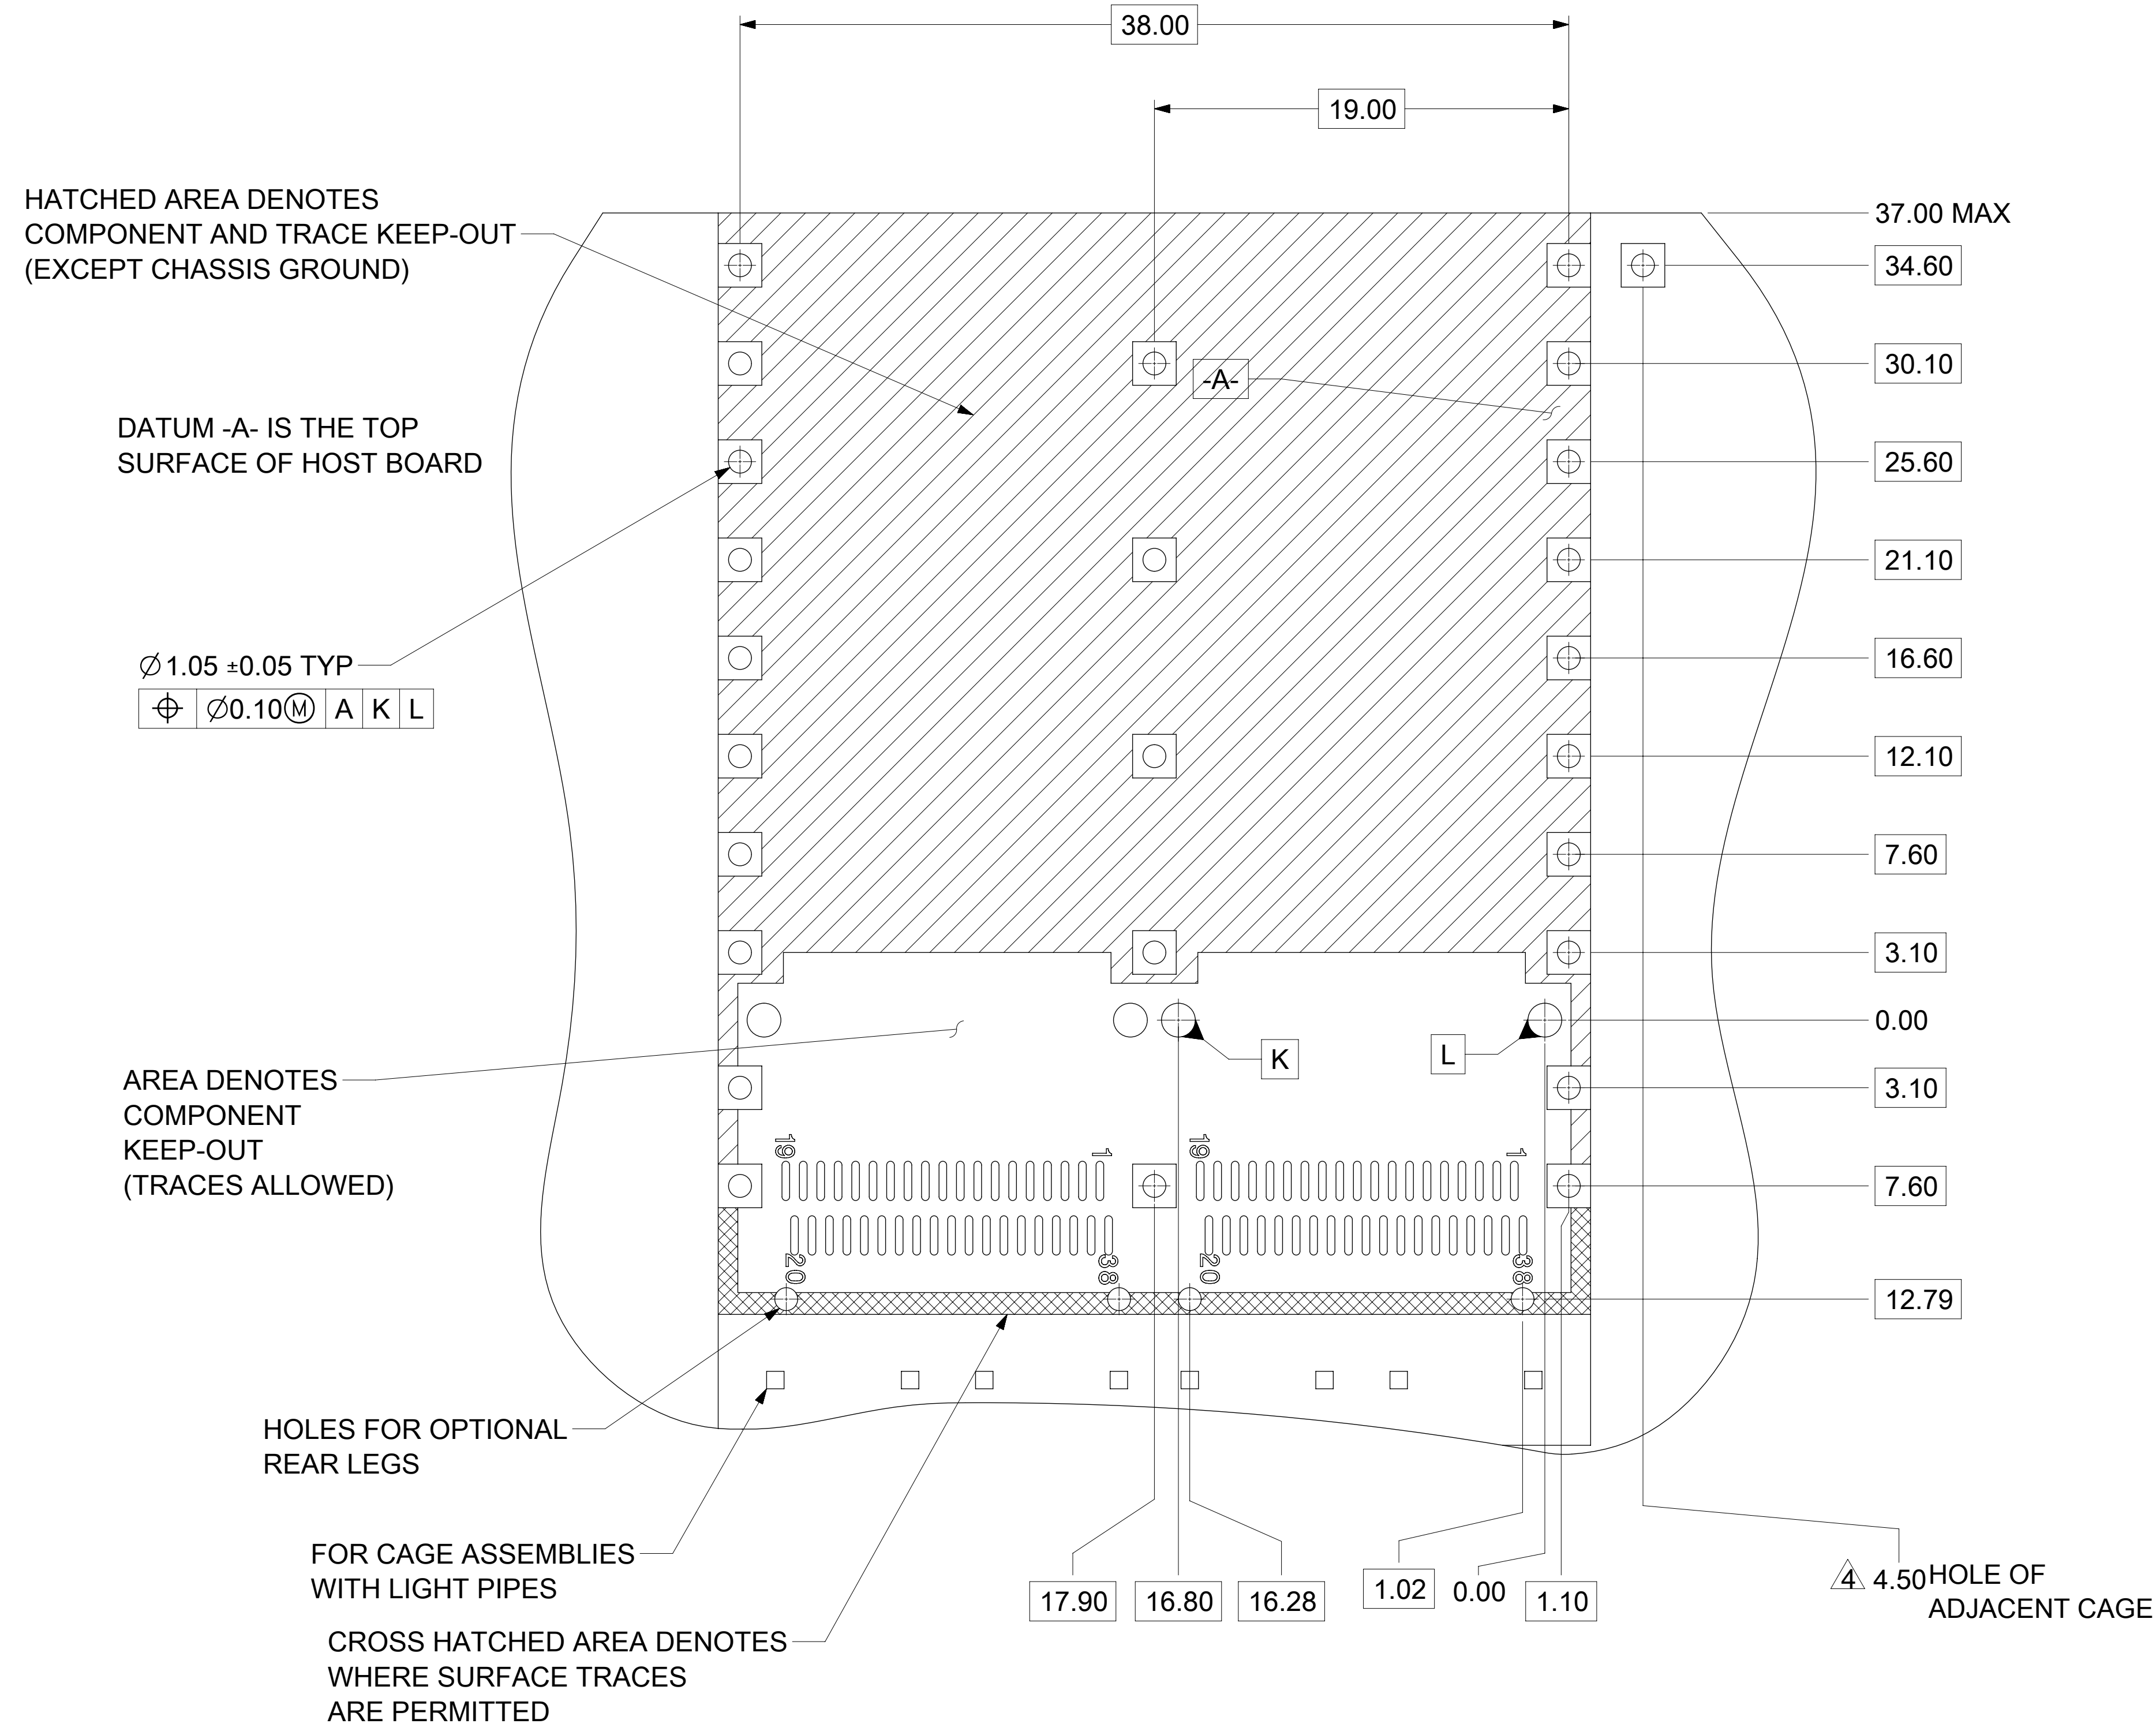 38.00
19.00
HATCHED AREA DENOTES
COMPONENT AND TRACE KEEP-OUT
(EXCEPT CHASSIS GROUND)
37.00 MAX
34.60
30.10
-A-
DATUM -A- IS THE TOP
SURFACE OF HOST BOARD
25.60
21.10
⌀ 1.05 ±0.05 TYP
⌖ ⌀0.10Ⓜ A K L
16.60
12.10
7.60
3.10
0.00
K
L
AREA DENOTES
COMPONENT
KEEP-OUT
(TRACES ALLOWED)
3.10
19 1 19 1
7.60
20 38 20 38
12.79
HOLES FOR OPTIONAL
REAR LEGS
FOR CAGE ASSEMBLIES
WITH LIGHT PIPES
17.90 16.80 16.28 1.02 0.00 1.10
4 4.50 HOLE OF
ADJACENT CAGE
CROSS HATCHED AREA DENOTES
WHERE SURFACE TRACES
ARE PERMITTED